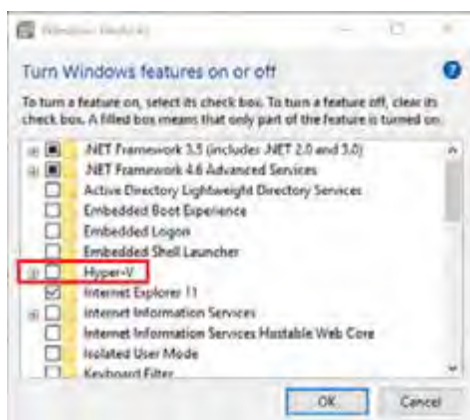 Windows Features
Turn Windows features on or off
To turn a feature on, select its check box. To turn a feature off, clear its
check box. A filled box means that only part of the feature is turned on.
.NET Framework 3.5 (includes .NET 2.0 and 3.0)
.NET Framework 4.6 Advanced Services
Active Directory Lightweight Directory Services
Embedded Boot Experience
Embedded Logon
Embedded Shell Launcher
Hyper-V
Internet Explorer 11
Internet Information Services
Internet Information Services Hostable Web Core
Isolated User Mode
Keyboard Filter
OK Cancel